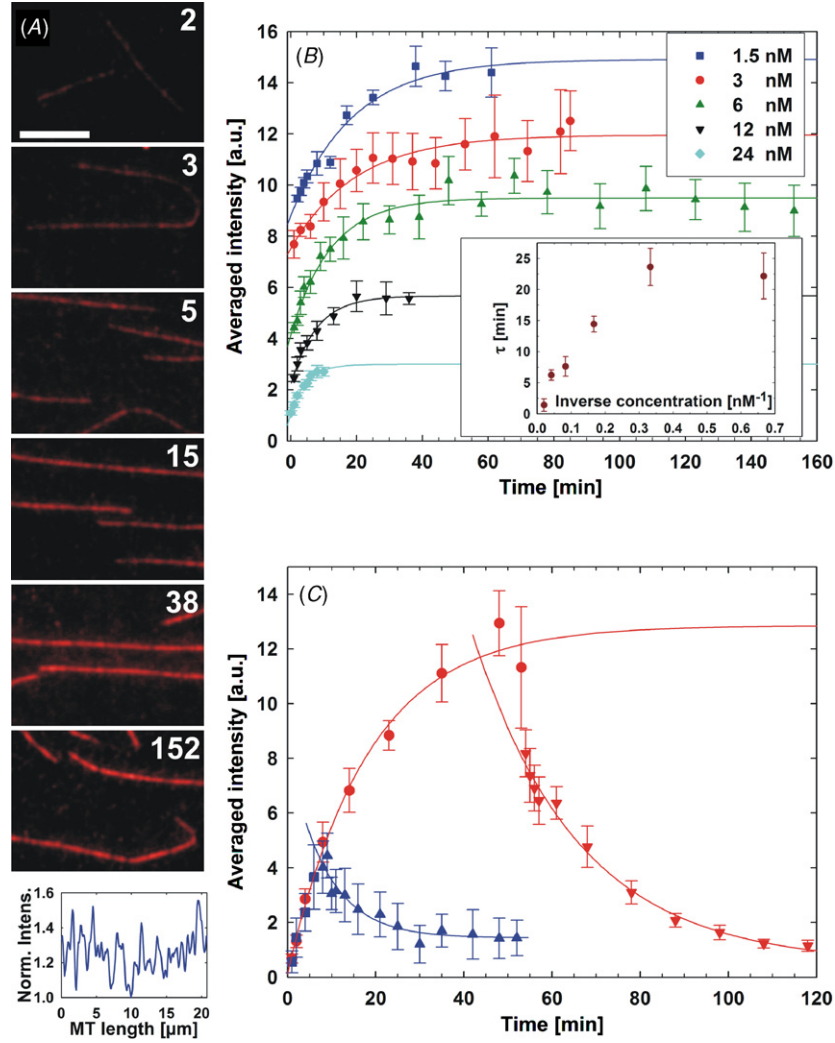 (A)
2
3
5
15
38
152
1.6
1.4
1.2
1.0
Norm. Intens.
0 5 10 15 20
MT length [µm]
(B)
16
14
12
10
8
6
4
2
0
Averaged intensity [a.u.]
1.5 nM
3 nM
6 nM
12 nM
24 nM
25
20
15
10
5
0
τ [min]
Inverse concentration [nM⁻¹]
0.0 0.1 0.2 0.3 0.4 0.5 0.6 0.7
0 20 40 60 80 100 120 140 160
Time [min]
(C)
14
12
10
8
6
4
2
0
Averaged intensity [a.u.]
0 20 40 60 80 100 120
Time [min]